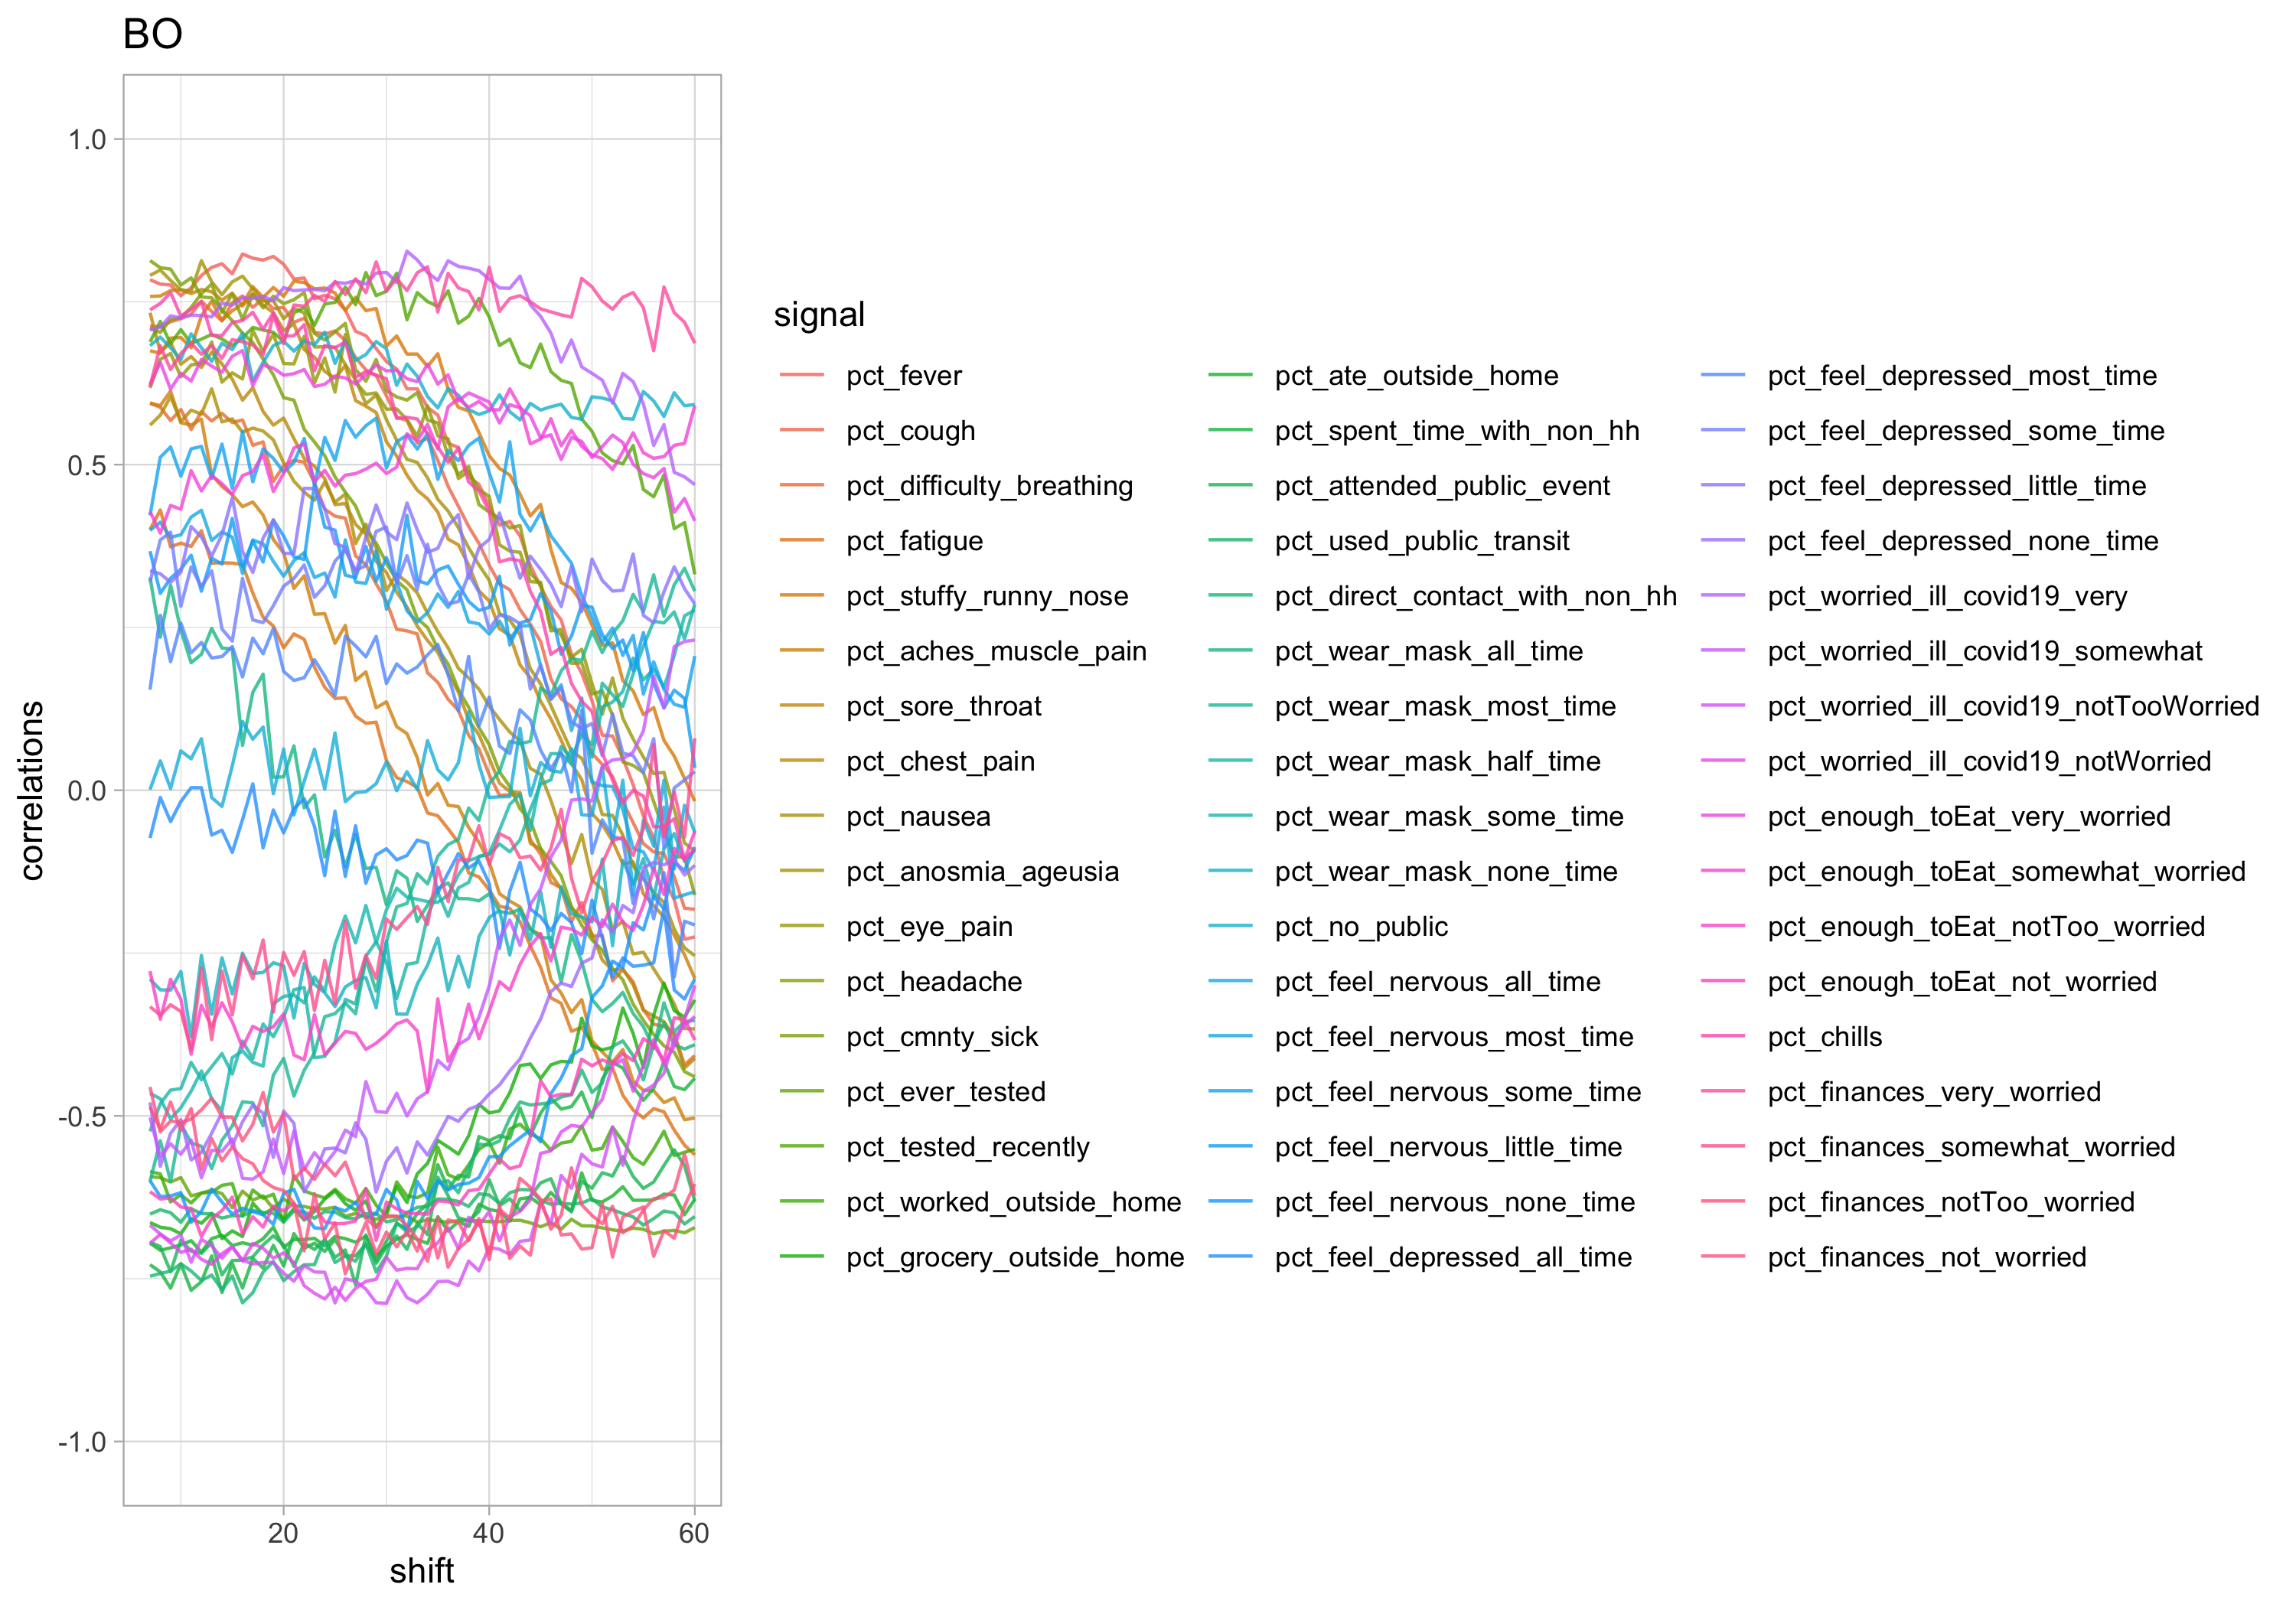 BO
1.0
0.5
0.0
-0.5
-1.0
correlations
20 40 60
shift
signal
pct_fever
pct_cough
pct_difficulty_breathing
pct_fatigue
pct_stuffy_runny_nose
pct_aches_muscle_pain
pct_sore_throat
pct_chest_pain
pct_nausea
pct_anosmia_ageusia
pct_eye_pain
pct_headache
pct_cmnty_sick
pct_ever_tested
pct_tested_recently
pct_worked_outside_home
pct_grocery_outside_home
pct_ate_outside_home
pct_spent_time_with_non_hh
pct_attended_public_event
pct_used_public_transit
pct_direct_contact_with_non_hh
pct_wear_mask_all_time
pct_wear_mask_most_time
pct_wear_mask_half_time
pct_wear_mask_some_time
pct_wear_mask_none_time
pct_no_public
pct_feel_nervous_all_time
pct_feel_nervous_most_time
pct_feel_nervous_some_time
pct_feel_nervous_little_time
pct_feel_nervous_none_time
pct_feel_depressed_all_time
pct_feel_depressed_most_time
pct_feel_depressed_some_time
pct_feel_depressed_little_time
pct_feel_depressed_none_time
pct_worried_ill_covid19_very
pct_worried_ill_covid19_somewhat
pct_worried_ill_covid19_notTooWorried
pct_worried_ill_covid19_notWorried
pct_enough_toEat_very_worried
pct_enough_toEat_somewhat_worried
pct_enough_toEat_notToo_worried
pct_enough_toEat_not_worried
pct_chills
pct_finances_very_worried
pct_finances_somewhat_worried
pct_finances_notToo_worried
pct_finances_not_worried